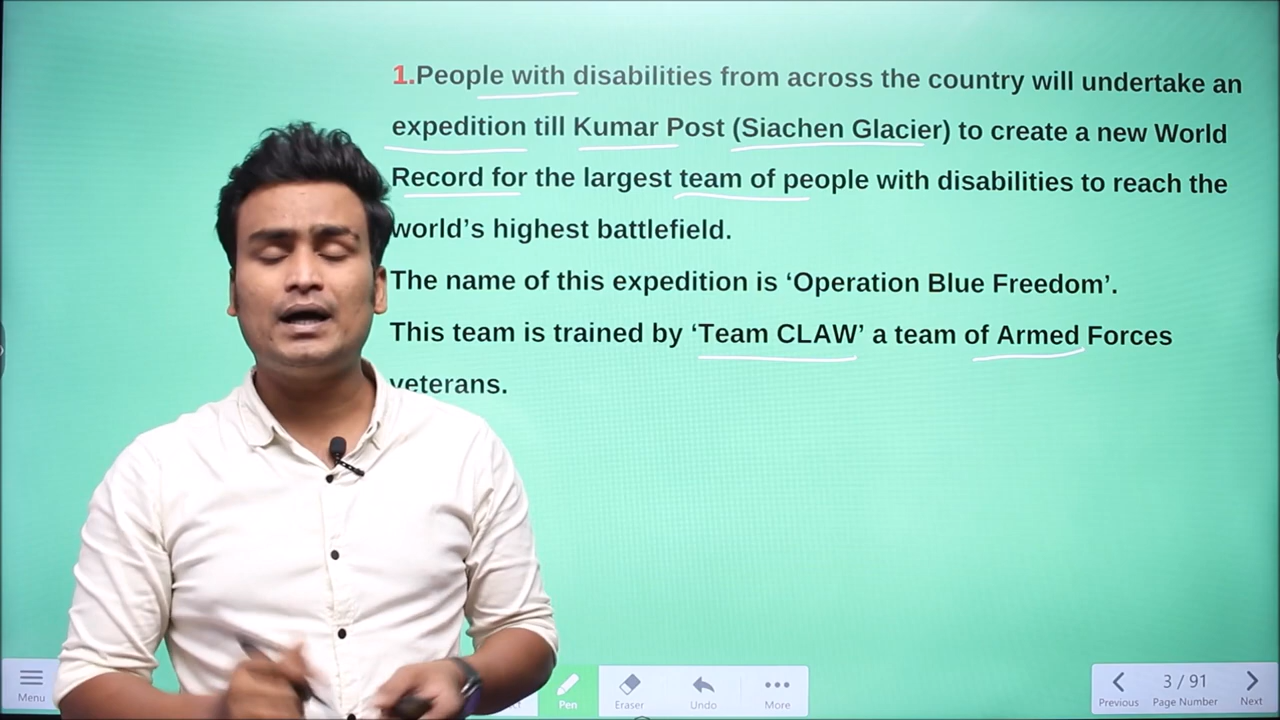 1.People with disabilities from across the country will undertake an
expedition till Kumar Post (Siachen Glacier) to create a new World
Record for the largest team of people with disabilities to reach the
world’s highest battlefield.
The name of this expedition is ‘Operation Blue Freedom’.
This team is trained by ‘Team CLAW’ a team of Armed Forces
veterans.
Menu
Pen
Eraser
Undo
More
Previous
3 / 91
Page Number
Next